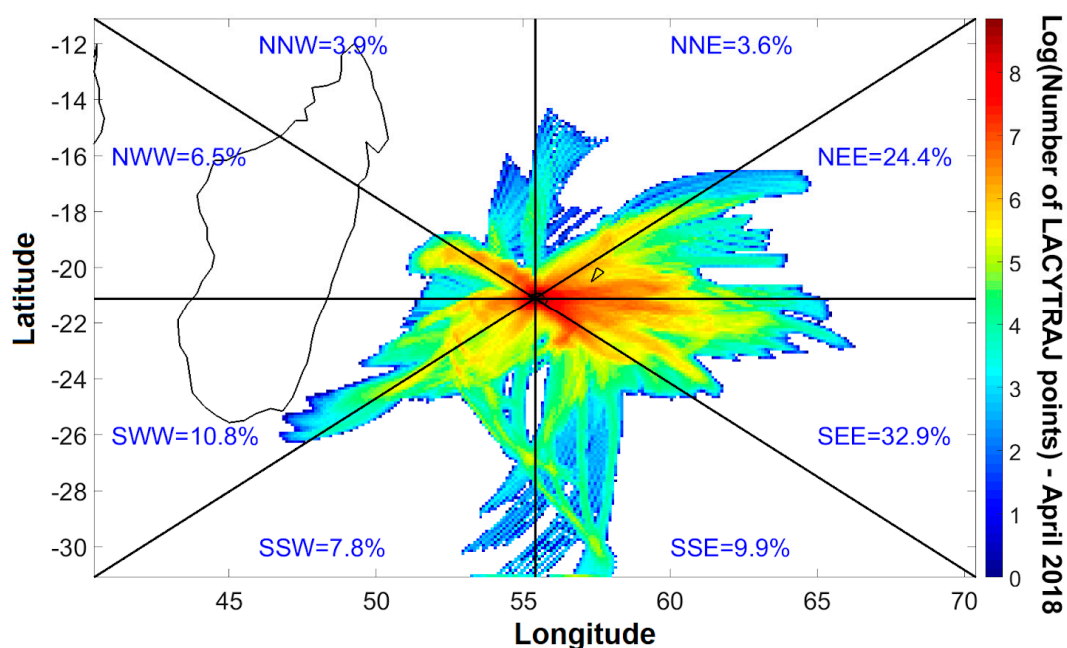 NNW=3.9%
NNE=3.6%
NWW=6.5%
NEE=24.4%
SWW=10.8%
SEE=32.9%
SSW=7.8%
SSE=9.9%
-12
-14
-16
-18
-20
-22
-24
-26
-28
-30
Latitude
45
50
55
60
65
70
Longitude
8
7
6
5
4
3
2
1
0
Log(Number of LACYTRAJ points) - April 2018